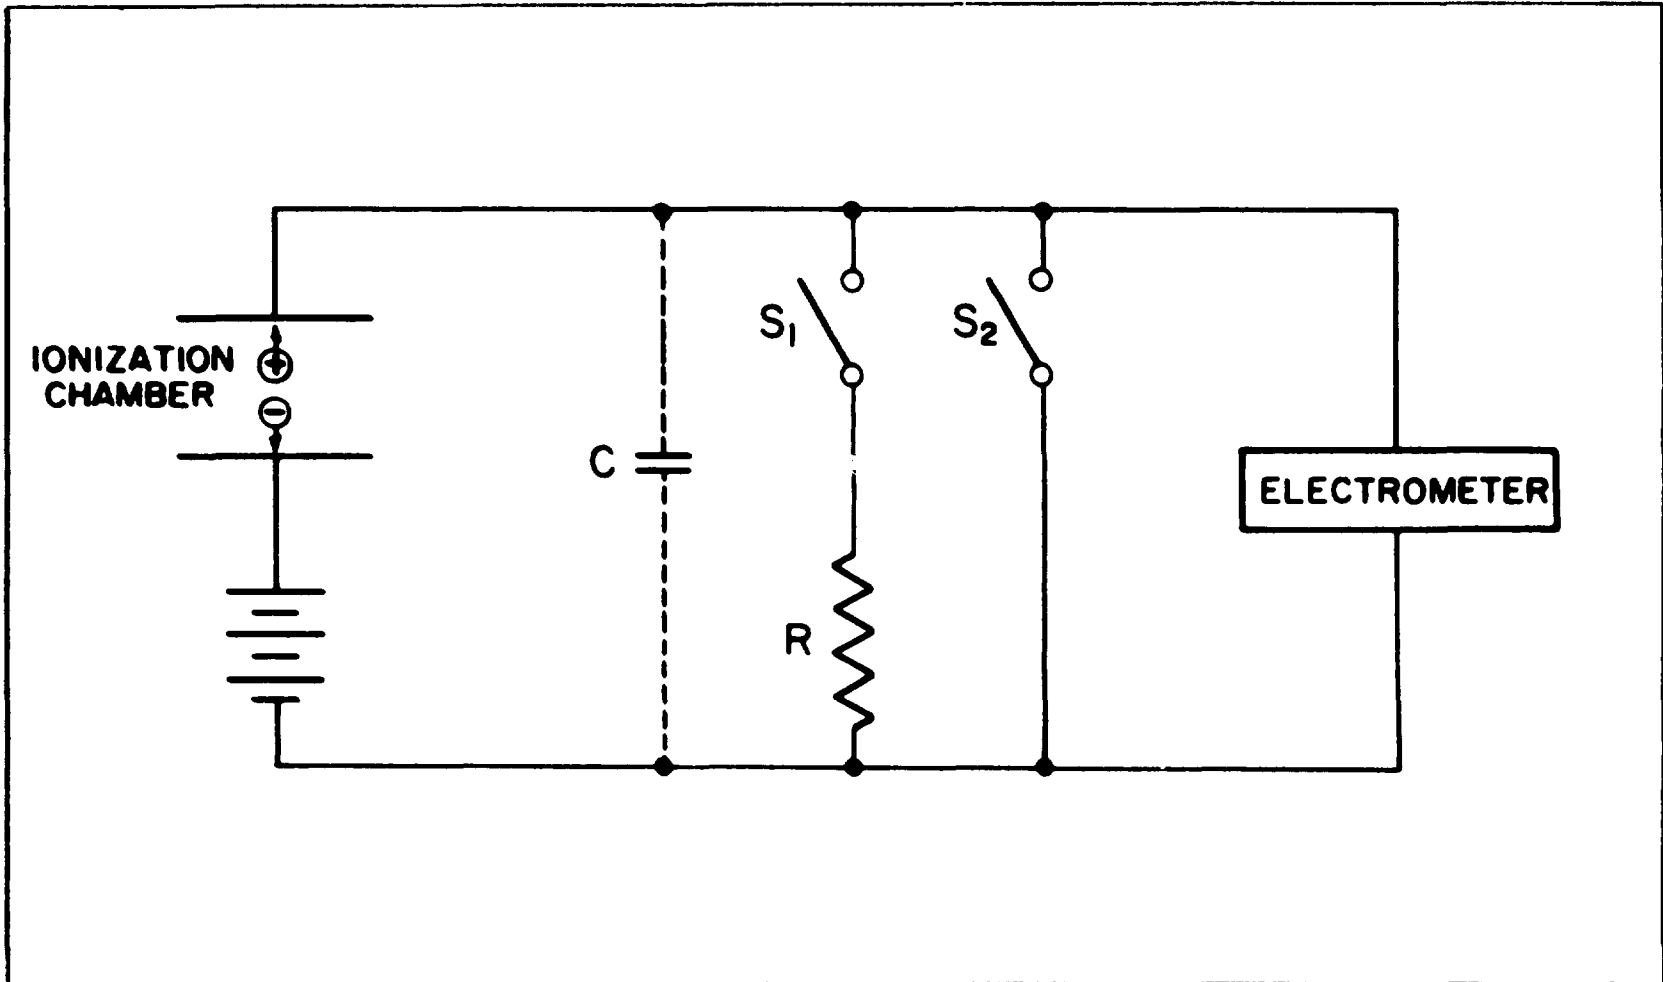 IONIZATION
CHAMBER
+
−
C
S₁
S₂
R
ELECTROMETER